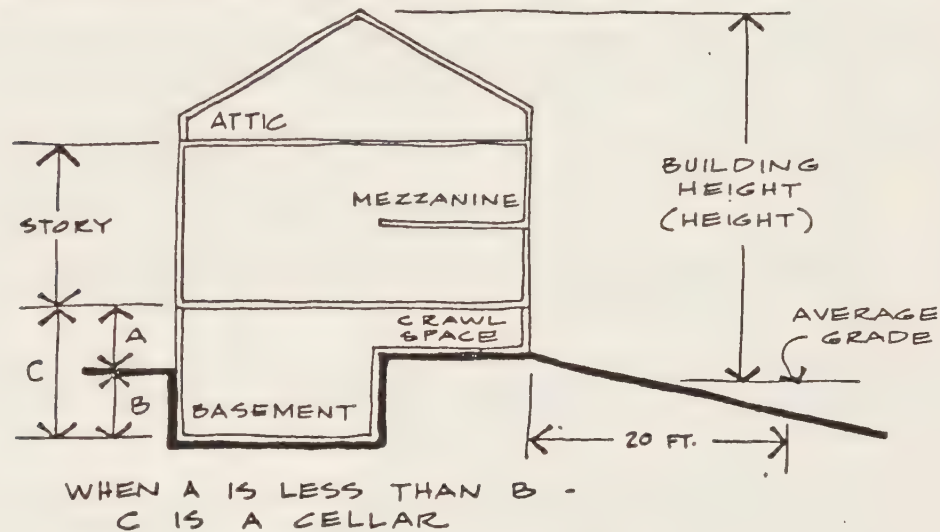 ATTIC
MEZZANINE
STORY
BUILDING
HEIGHT
(HEIGHT)
CRAWL
SPACE
AVERAGE
GRADE
A
C
B
BASEMENT
20 FT.
WHEN A IS LESS THAN B -
C IS A CELLAR